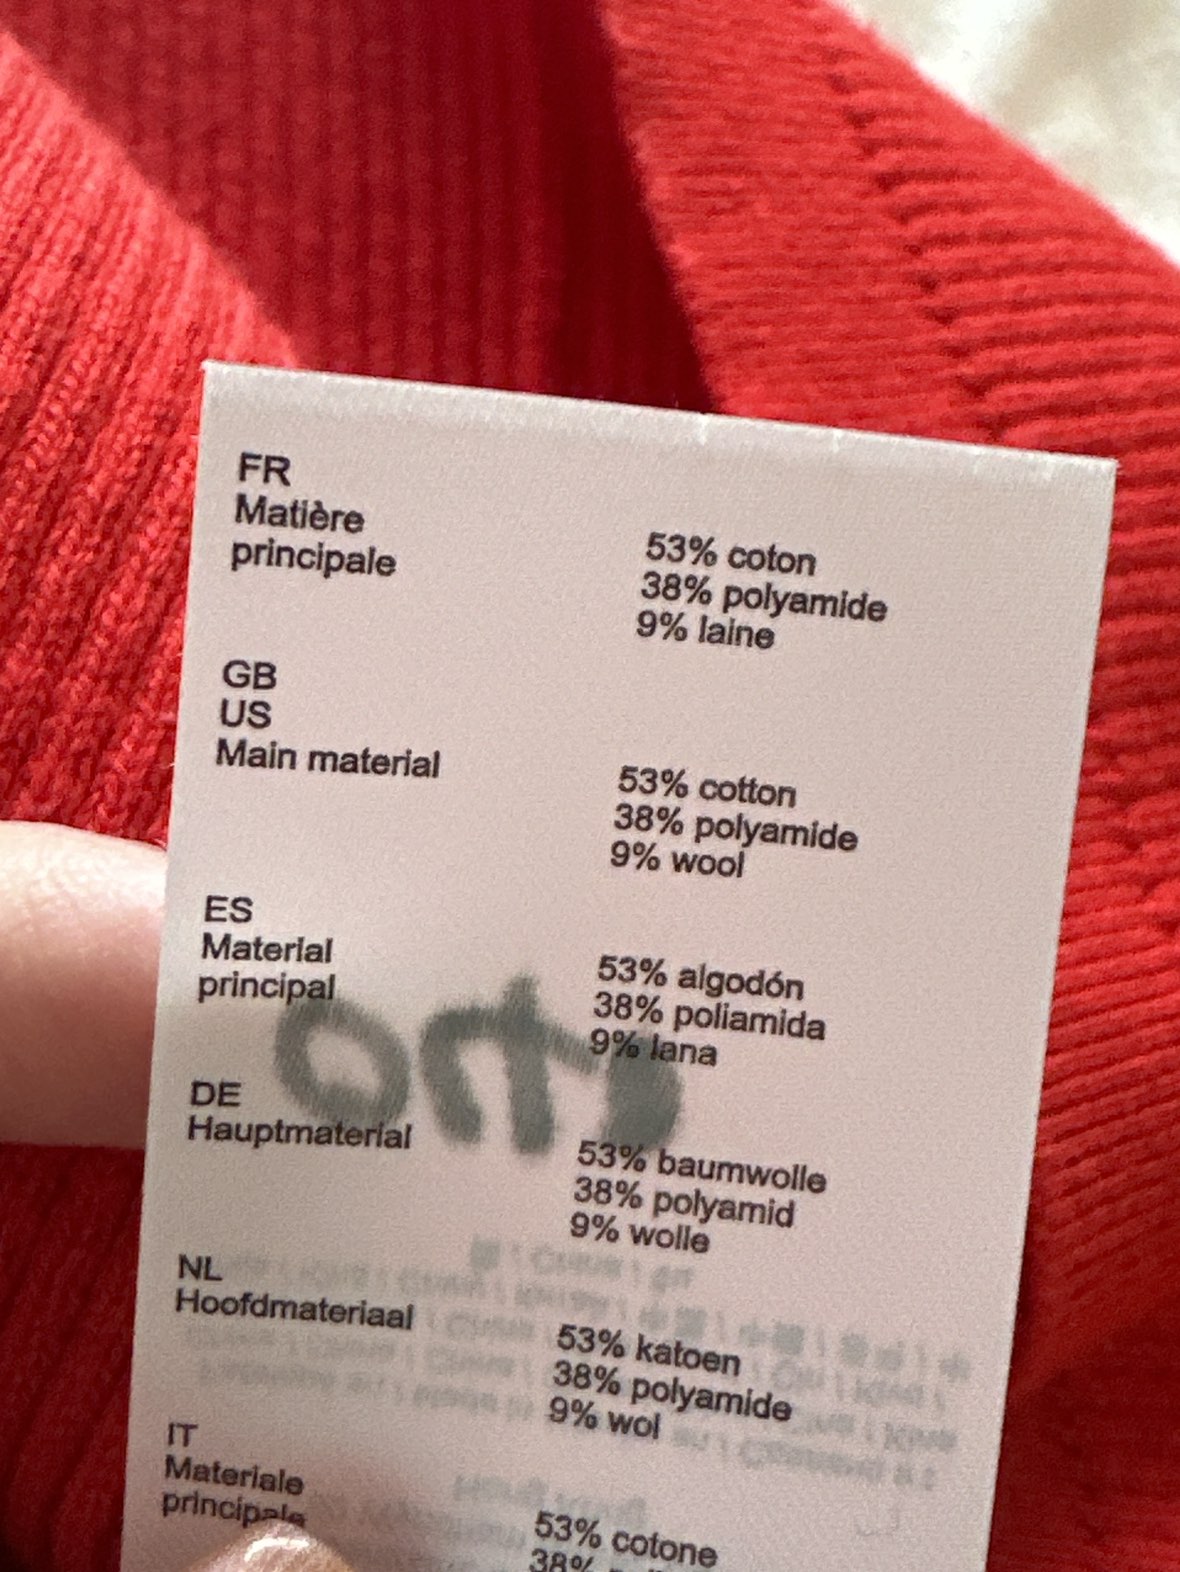 FR
Matière
principale
53% coton
38% polyamide
9% laine
GB
US
Main material
53% cotton
38% polyamide
9% wool
ES
Material
principal
53% algodón
38% poliamida
9% lana
DE
Hauptmaterial
53% baumwolle
38% polyamid
9% wolle
NL
Hoofdmateriaal
53% katoen
38% polyamide
9% wol
IT
Materiale
principale
53% cotone
38%